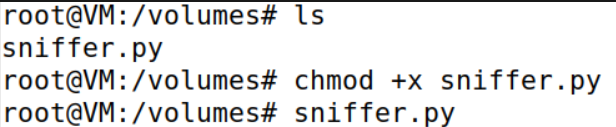 root@VM:/volumes# ls
sniffer.py
root@VM:/volumes# chmod +x sniffer.py
root@VM:/volumes# sniffer.py